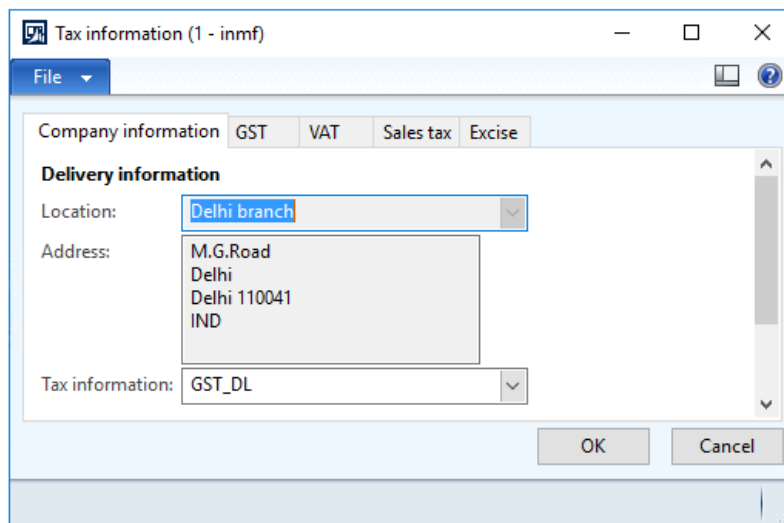 Tax information (1 - inmf)
File
Company information GST VAT Sales tax Excise
Delivery information
Location: Delhi branch
Address: M.G.Road
Delhi
Delhi 110041
IND
Tax information: GST_DL
OK Cancel